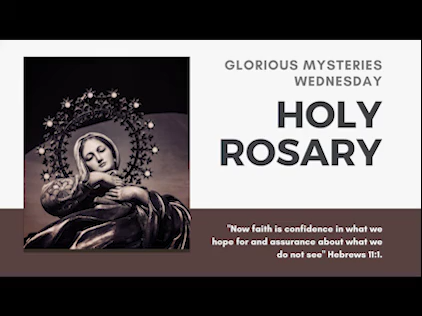 GLORIOUS MYSTERIES
WEDNESDAY
HOLY
ROSARY
"Now faith is confidence in what we
hope for and assurance about what we
do not see" Hebrews 11:1.